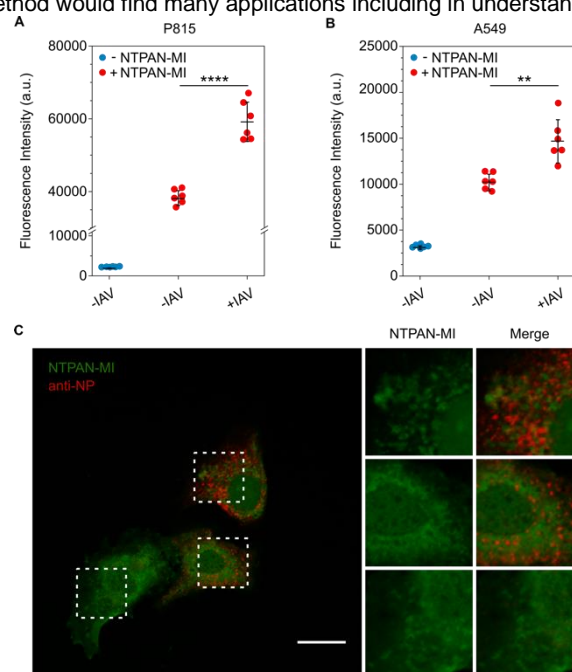 ethod would find many applications including in understan
A
P815
80000
60000
40000
10000
0
Fluorescence Intensity (a.u.)
- NTPAN-MI
+ NTPAN-MI
****
-IAV
-IAV
+IAV
B
A549
25000
20000
15000
10000
5000
0
Fluorescence Intensity (a.u.)
- NTPAN-MI
+ NTPAN-MI
**
-IAV
-IAV
+IAV
C
NTPAN-MI
Merge
NTPAN-MI
anti-NP